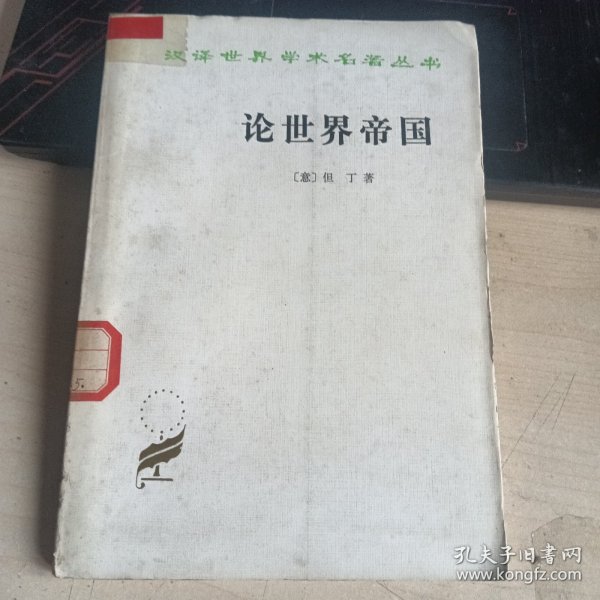 汉译世界学术名著丛书
论世界帝国
〔意〕但 丁 著
5.
孔夫子旧书网
www.kongfz.com